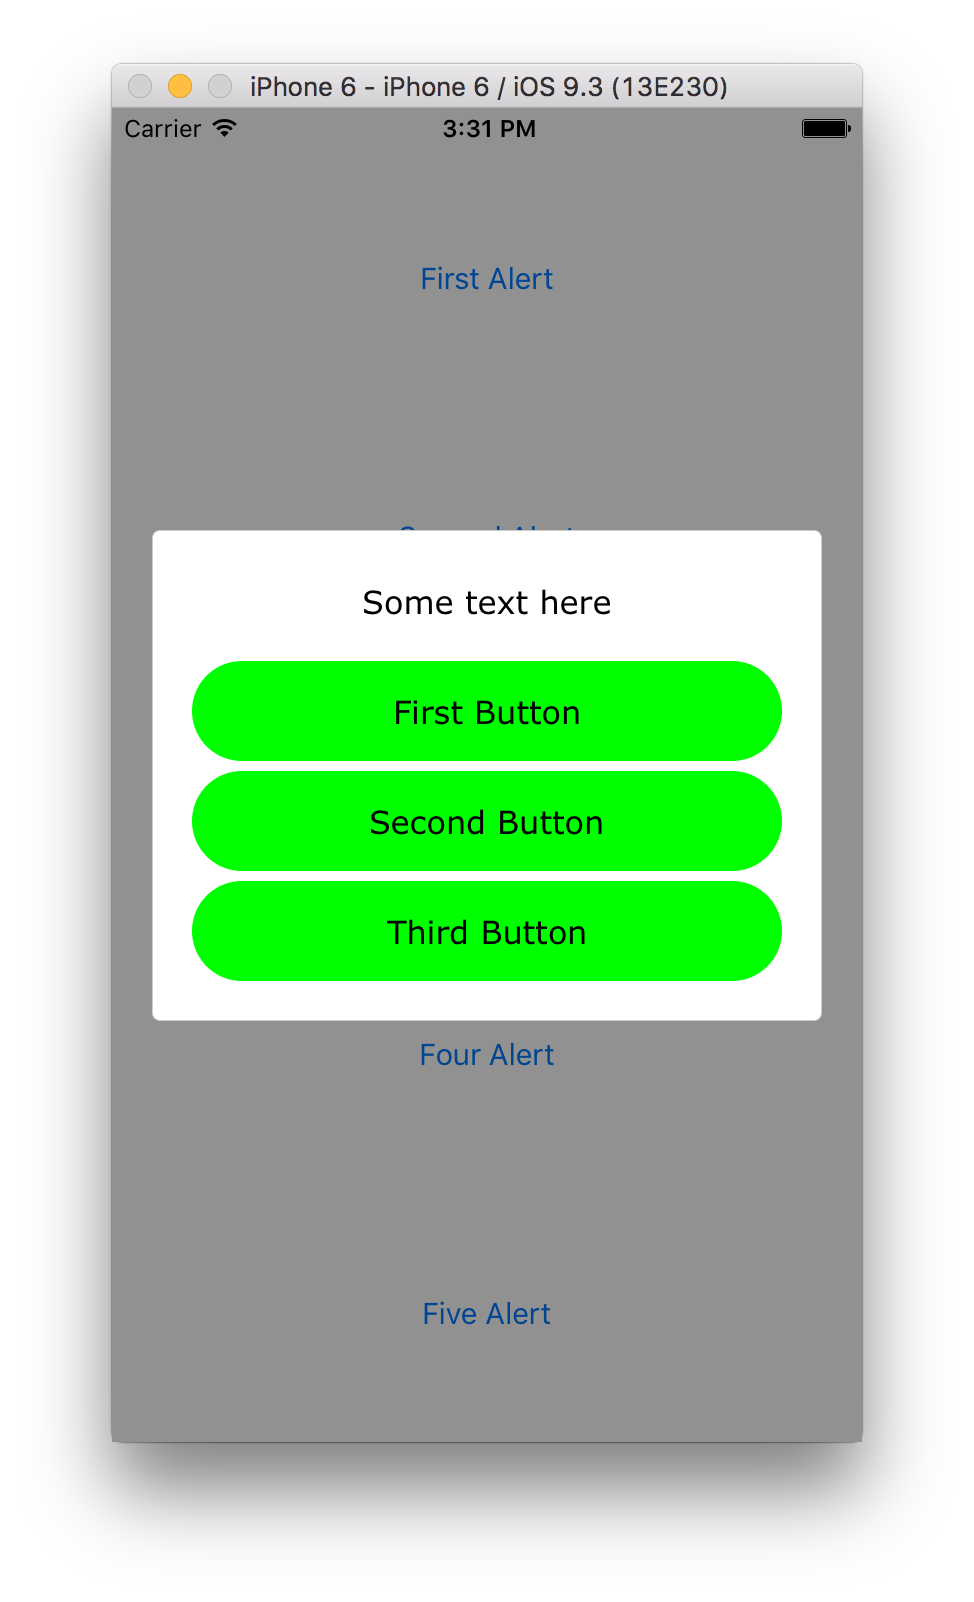 iPhone 6 - iPhone 6 / iOS 9.3 (13E230)
Carrier 3:31 PM
First Alert
Some text here
First Button
Second Button
Third Button
Four Alert
Five Alert